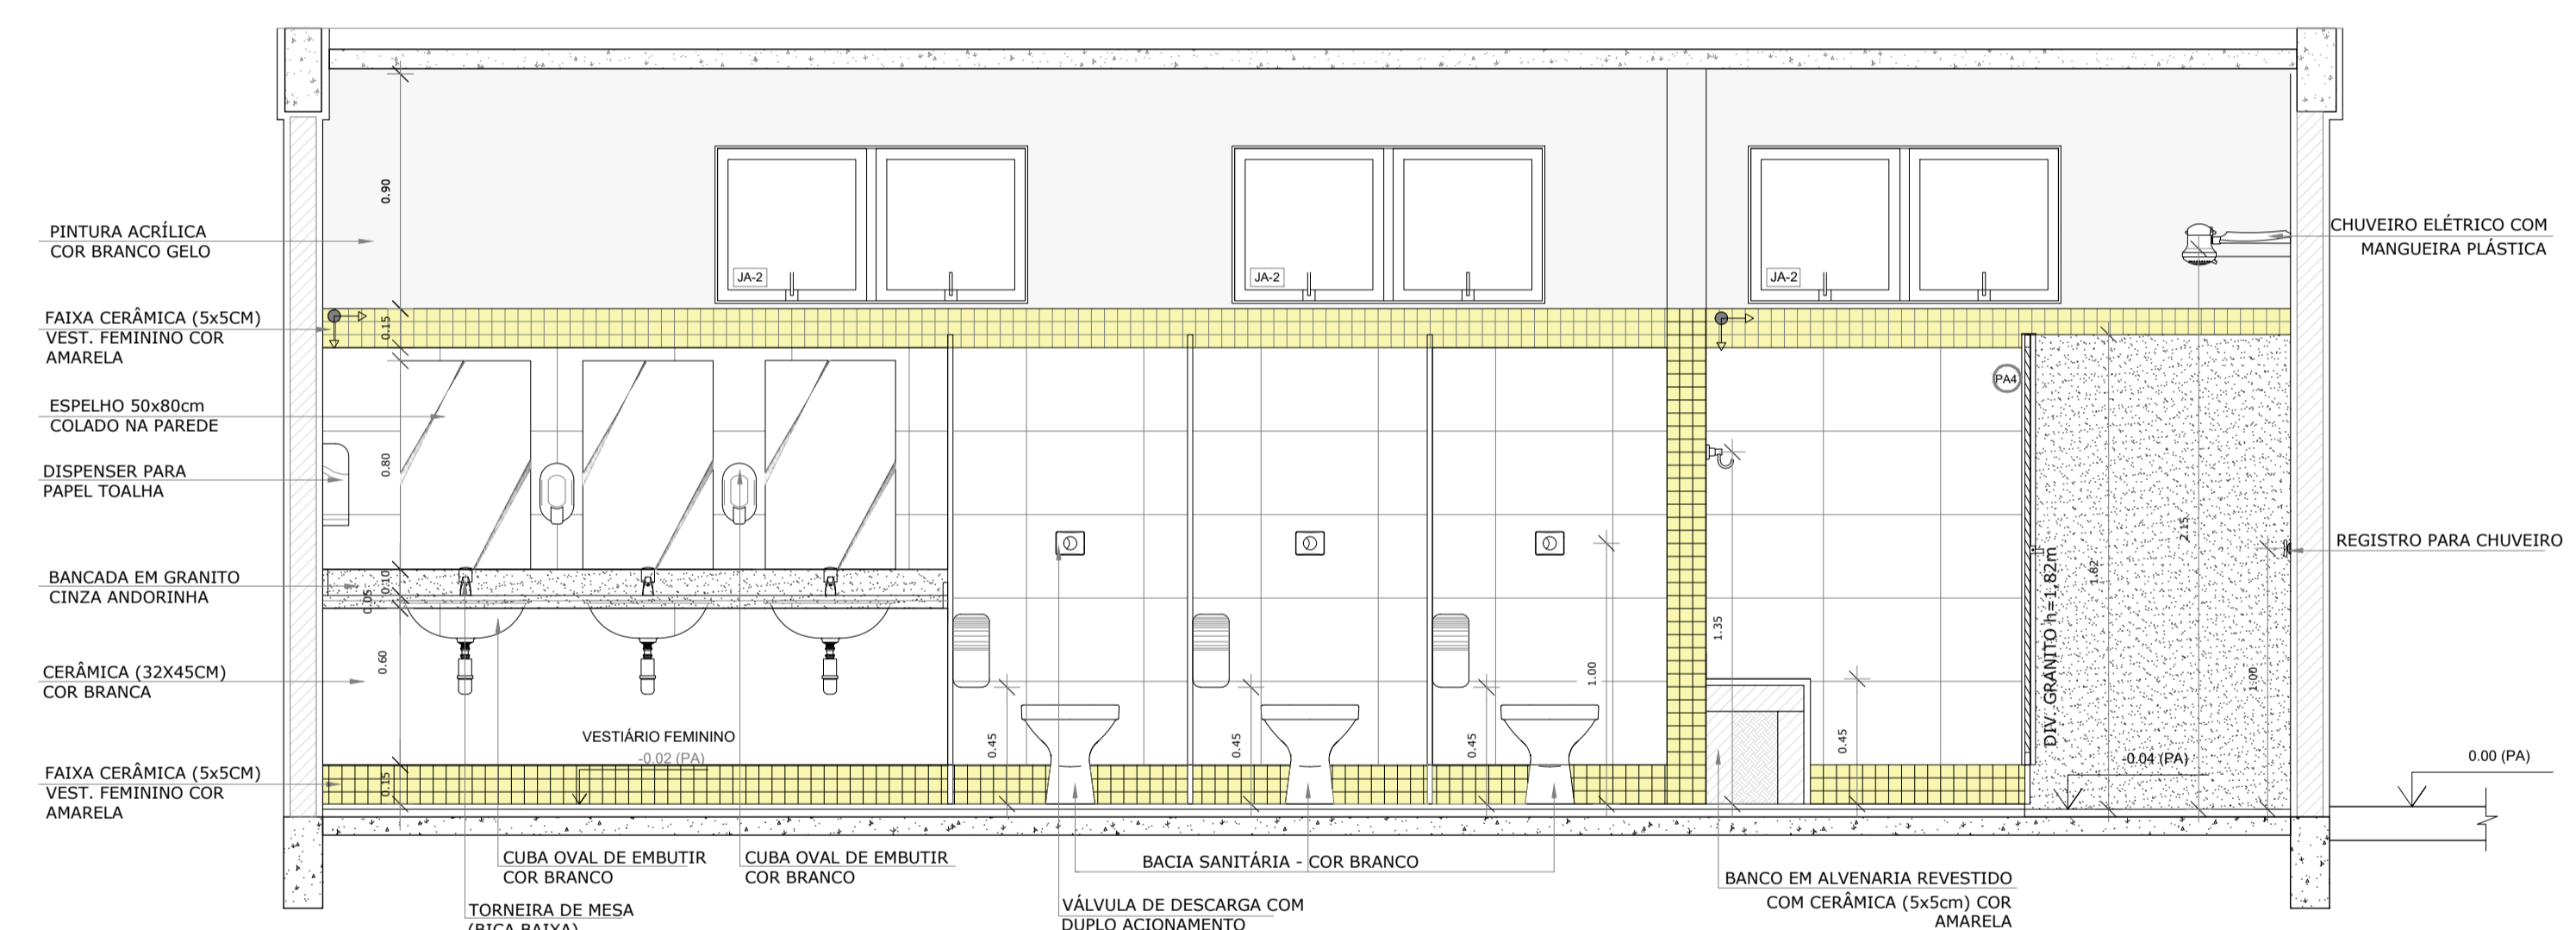 0.90
PINTURA ACRÍLICA
COR BRANCO GELO
JA-2
JA-2
JA-2
CHUVEIRO ELÉTRICO COM
MANGUEIRA PLÁSTICA
FAIXA CERÂMICA (5x5CM)
VEST. FEMININO COR
AMARELA
0.15
PA4
ESPELHO 50x80cm
COLADO NA PAREDE
0.80
DISPENSER PARA
PAPEL TOALHA
2.15
REGISTRO PARA CHUVEIRO
BANCADA EM GRANITO
CINZA ANDORINHA
0.10
0.05
1.82
DIV. GRANITO h=1,82m
1.35
CERÂMICA (32X45CM)
COR BRANCA
0.60
1.00
1.00
VESTIÁRIO FEMININO
-0.02 (PA)
0.45
0.45
0.45
0.45
-0.04 (PA)
0.00 (PA)
FAIXA CERÂMICA (5x5CM)
VEST. FEMININO COR
AMARELA
0.15
CUBA OVAL DE EMBUTIR
COR BRANCO
CUBA OVAL DE EMBUTIR
COR BRANCO
BACIA SANITÁRIA - COR BRANCO
BANCO EM ALVENARIA REVESTIDO
COM CERÂMICA (5x5cm) COR
AMARELA
TORNEIRA DE MESA
(BICA BAIXA)
VÁLVULA DE DESCARGA COM
DUPLO ACIONAMENTO